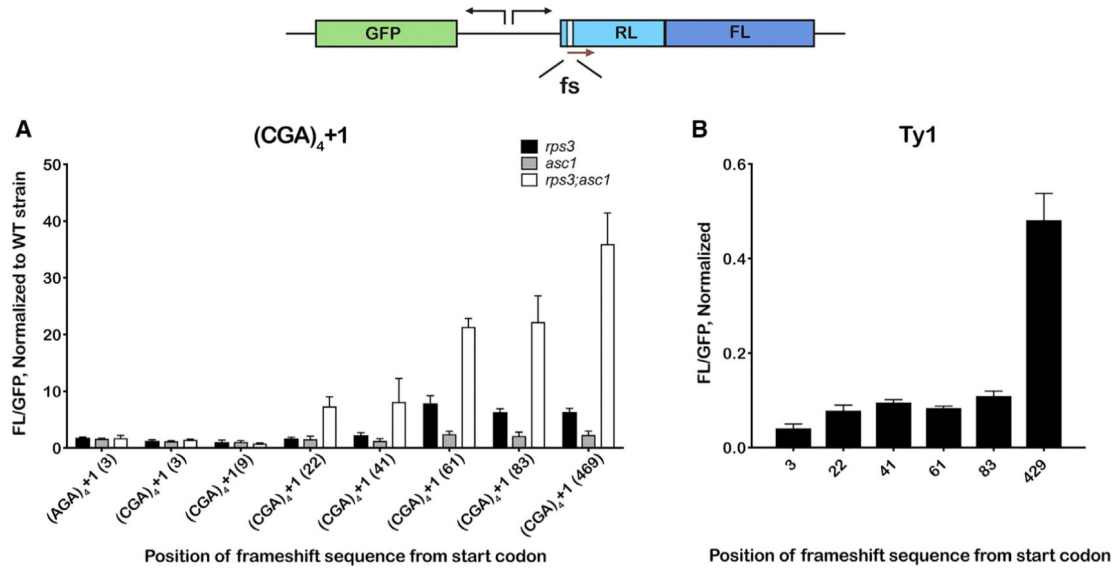 GFP
RL
FL
fs
A
(CGA)4+1
rps3
asc1
rps3;asc1
FL/GFP, Normalized to WT strain
50
40
30
20
10
0
(AGA)4+1 (3)
(CGA)4+1 (3)
(CGA)4+1(9)
(CGA)4+1 (22)
(CGA)4+1 (41)
(CGA)4+1 (61)
(CGA)4+1 (83)
(CGA)4+1 (469)
Position of frameshift sequence from start codon
B
Ty1
FL/GFP, Normalized
0.6
0.4
0.2
0.0
3
22
41
61
83
429
Position of frameshift sequence from start codon